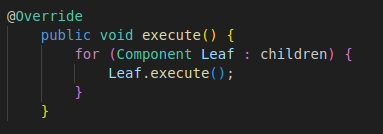 @Override
    public void execute() {
        for (Component Leaf : children) {
            Leaf.execute();
        }
    }